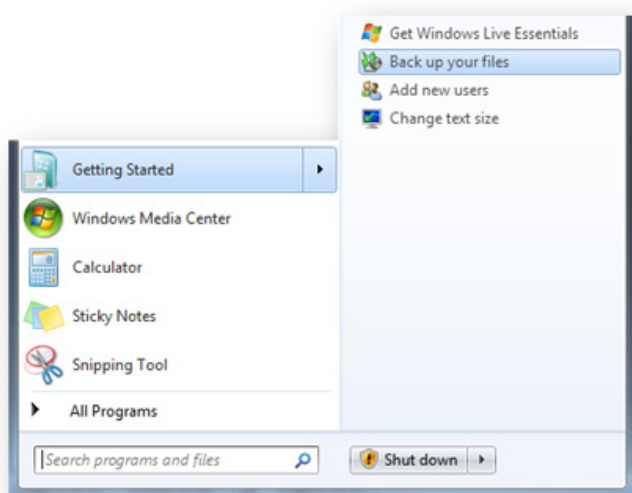 Get Windows Live Essentials
Back up your files
Add new users
Change text size
Getting Started
Windows Media Center
Calculator
Sticky Notes
Snipping Tool
All Programs
Search programs and files
Shut down